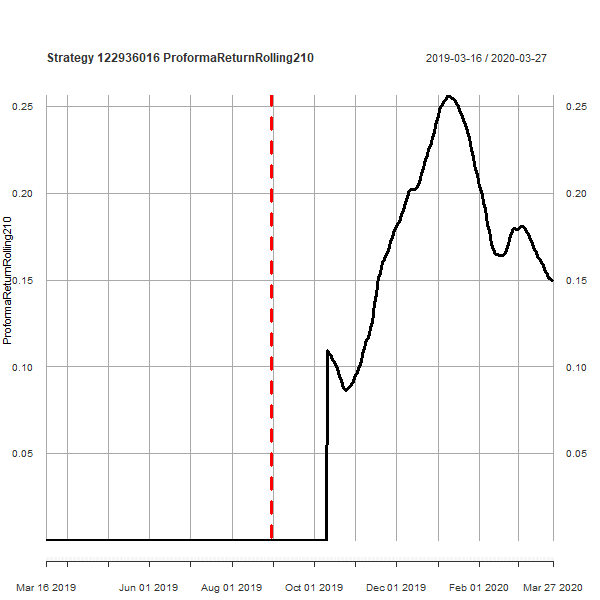 Strategy 122936016 ProformaReturnRolling210
2019-03-16 / 2020-03-27
ProformaReturnRolling210
0.25
0.25
0.20
0.20
0.15
0.15
0.10
0.10
0.05
0.05
Mar 16 2019
Jun 01 2019
Aug 01 2019
Oct 01 2019
Dec 01 2019
Feb 01 2020
Mar 27 2020